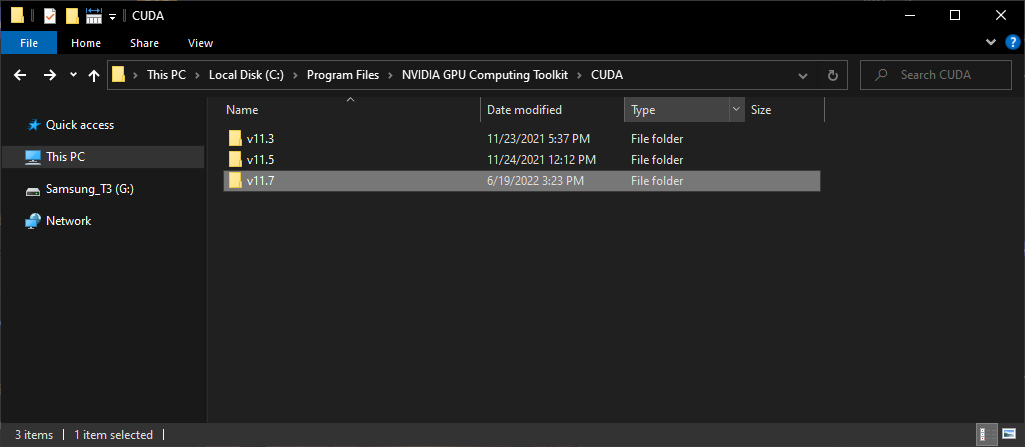 CUDA
File Home Share View
This PC Local Disk (C:) Program Files NVIDIA GPU Computing Toolkit CUDA
Search CUDA
Name Date modified Type Size
Quick access
This PC
Samsung_T3 (G:)
Network
v11.3 11/23/2021 5:37 PM File folder
v11.5 11/24/2021 12:12 PM File folder
v11.7 6/19/2022 3:23 PM File folder
3 items 1 item selected